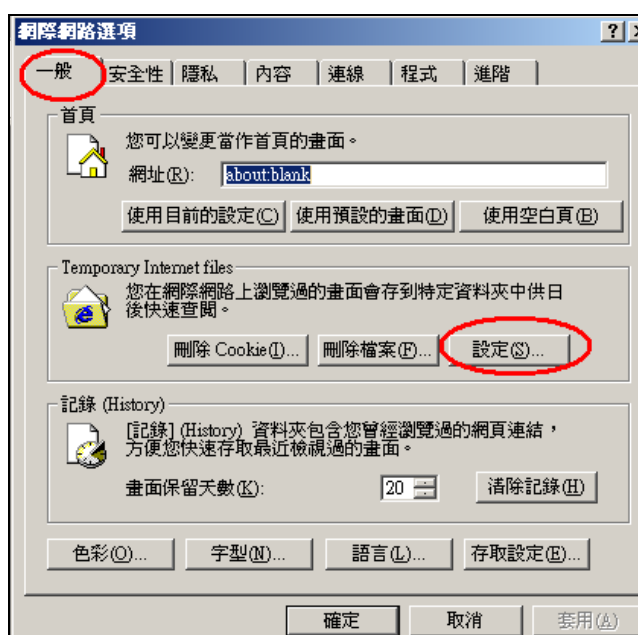 網際網路選項
一般 安全性 隱私 內容 連線 程式 進階
首頁
您可以變更當作首頁的畫面。
網址(R): about:blank
使用目前的設定(C) 使用預設的畫面(D) 使用空白頁(B)
Temporary Internet files
您在網際網路上瀏覽過的畫面會存到特定資料夾中供日
後快速查閱。
刪除 Cookie(I)... 刪除檔案(F)... 設定(S)...
記錄 (History)
[記錄] (History) 資料夾包含您曾經瀏覽過的網頁連結，
方便您快速存取最近檢視過的畫面。
畫面保留天數(K): 20 清除記錄(H)
色彩(O)... 字型(N)... 語言(L)... 存取設定(E)...
確定 取消 套用(A)